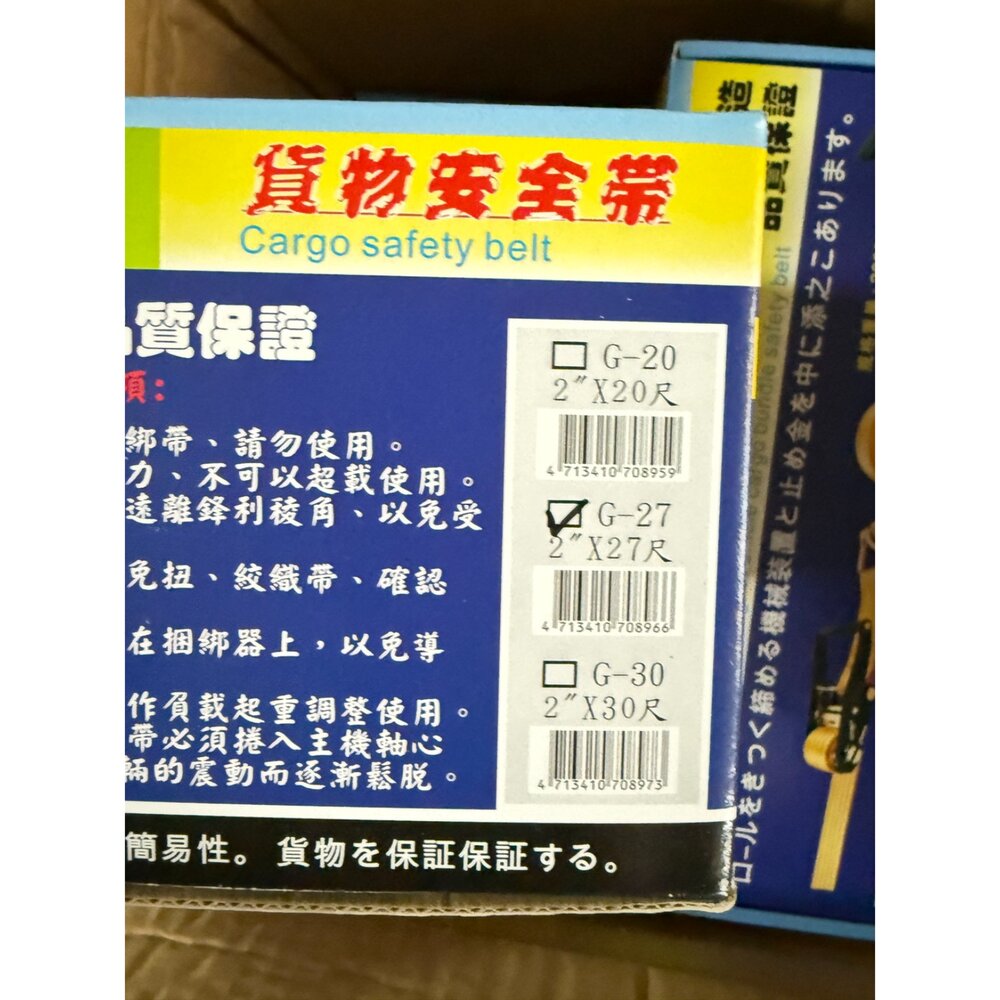 貨物安全帶
Cargo safety belt
質保證
項:
綁帶、請勿使用。
力、不可以超載使用。
遠離鋒利稜角、以免受
免扭、絞織帶、確認
在捆綁器上，以免導
作負載起重調整使用。
帶必須捲入主機軸心
輛的震動而逐漸鬆脫。
☐ G-20
2"X20尺
4 713410 708959
☑ G-27
2"X27尺
4 713410 708966
☐ G-30
2"X30尺
4 713410 708973
簡易性。 貨物を保証保証する。
造
品質保證
cargo bundle safety belt
ロールをきつく締める機械装置と止め金を中に添えこあります。